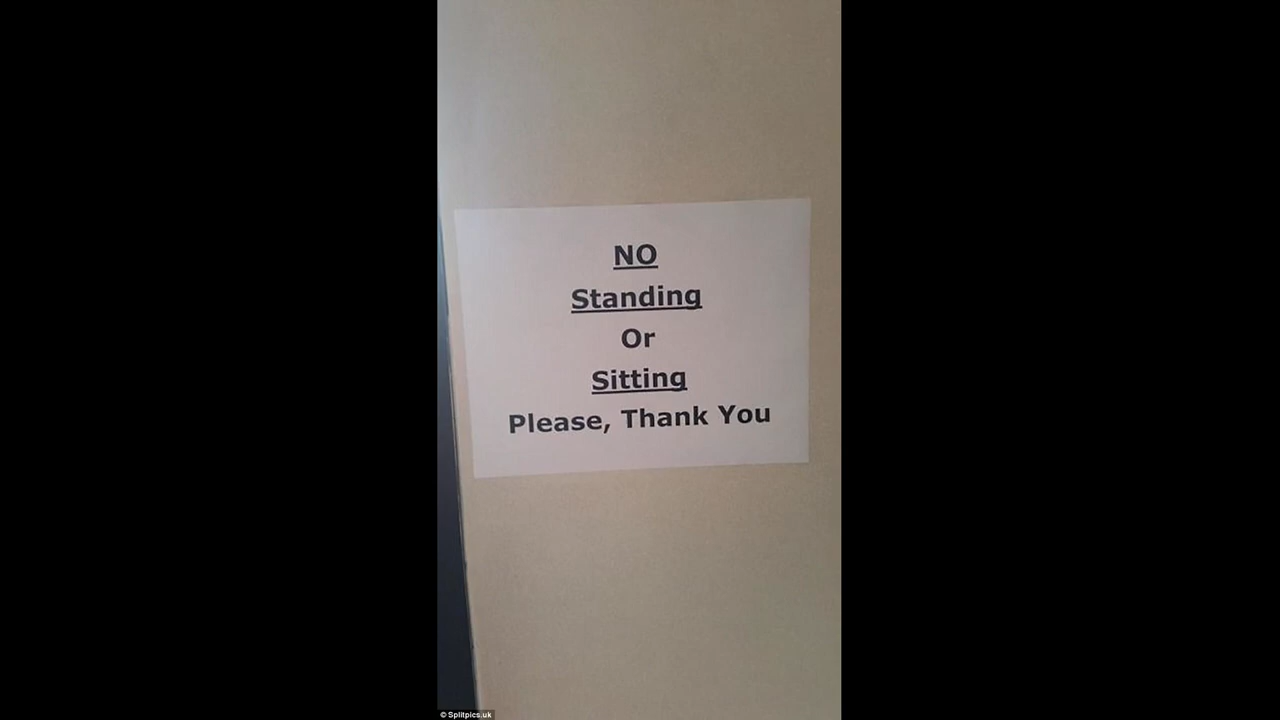 NO
Standing
Or
Sitting
Please, Thank You
© Splitpics.uk